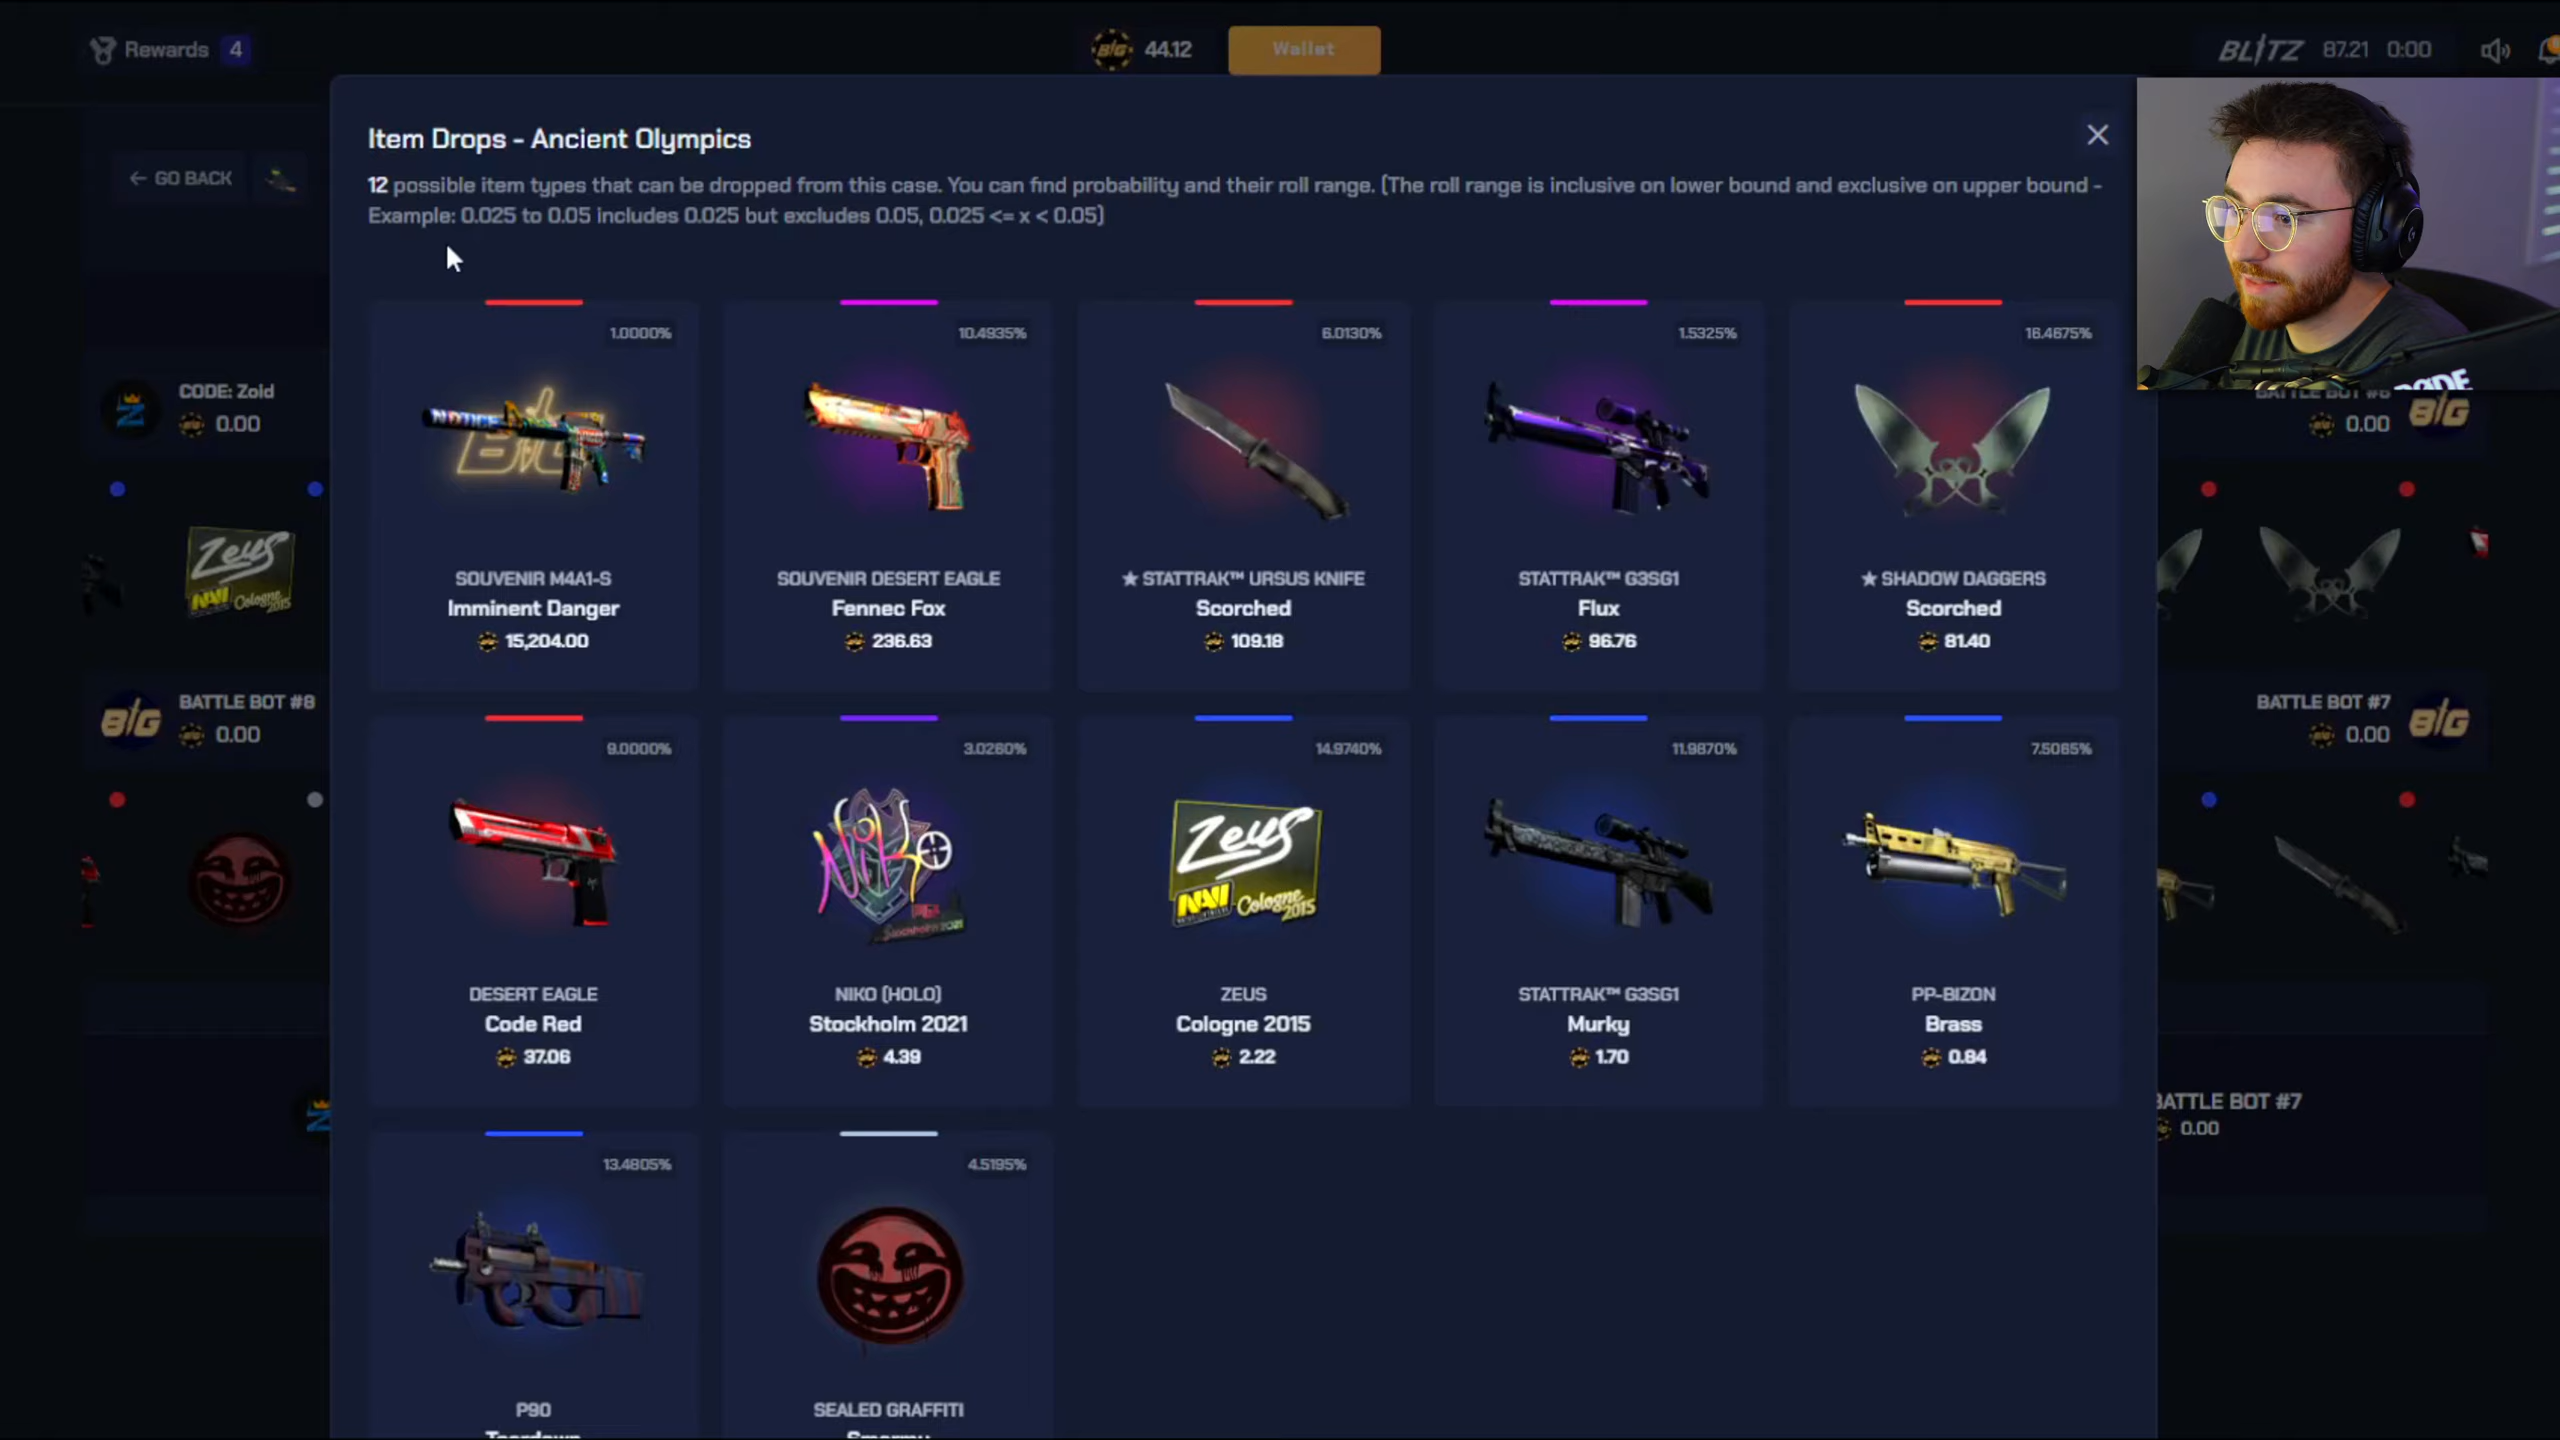 Rewards 4
44.12
Wallet
BLITZ 87.21 0:00
Item Drops - Ancient Olympics
12 possible item types that can be dropped from this case. You can find probability and their roll range. (The roll range is inclusive on lower bound and exclusive on upper bound -
Example: 0.025 to 0.05 includes 0.025 but excludes 0.05, 0.025 <= x < 0.05)
← GO BACK
CODE: Zoid
0.00
BATTLE BOT #8
0.00
0.00
BIG
BATTLE BOT #7
0.00
BIG
BATTLE BOT #7
0.00
1.0000%
SOUVENIR M4A1-S
Imminent Danger
15,204.00
10.4935%
SOUVENIR DESERT EAGLE
Fennec Fox
236.63
6.0130%
★ STATTRAK™ URSUS KNIFE
Scorched
109.18
1.5325%
STATTRAK™ G3SG1
Flux
96.76
16.4675%
★ SHADOW DAGGERS
Scorched
81.40
9.0000%
DESERT EAGLE
Code Red
37.06
3.0260%
NIKO (HOLO)
Stockholm 2021
4.39
14.9740%
Zeus
NAVI Cologne 2015
ZEUS
Cologne 2015
2.22
11.9870%
STATTRAK™ G3SG1
Murky
1.70
7.5065%
PP-BIZON
Brass
0.84
13.4805%
P90
4.5195%
SEALED GRAFFITI